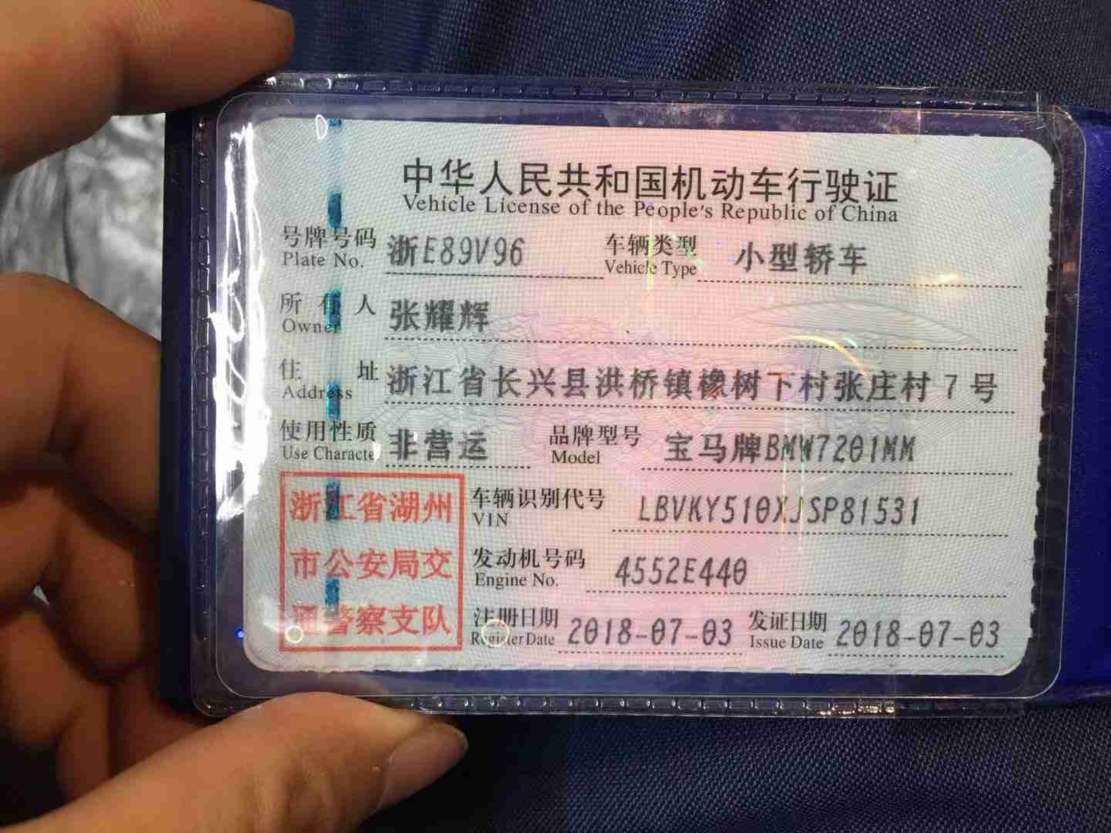 中华人民共和国机动车行驶证
Vehicle License of the People's Republic of China
号牌号码 浙E89V96 车辆类型 小型轿车
Plate No. Vehicle Type
所有人 张耀辉
Owner
住址 浙江省长兴县洪桥镇橡树下村张庄村7号
Address
使用性质 非营运 品牌型号 宝马牌BMW7201MM
Use Character Model
浙江省湖州 车辆识别代号 LBVKY510XJSP81531
VIN
市公安局交 发动机号码 4552E440
Engine No.
通警察支队 注册日期 2018-07-03 发证日期 2018-07-03
Register Date Issue Date